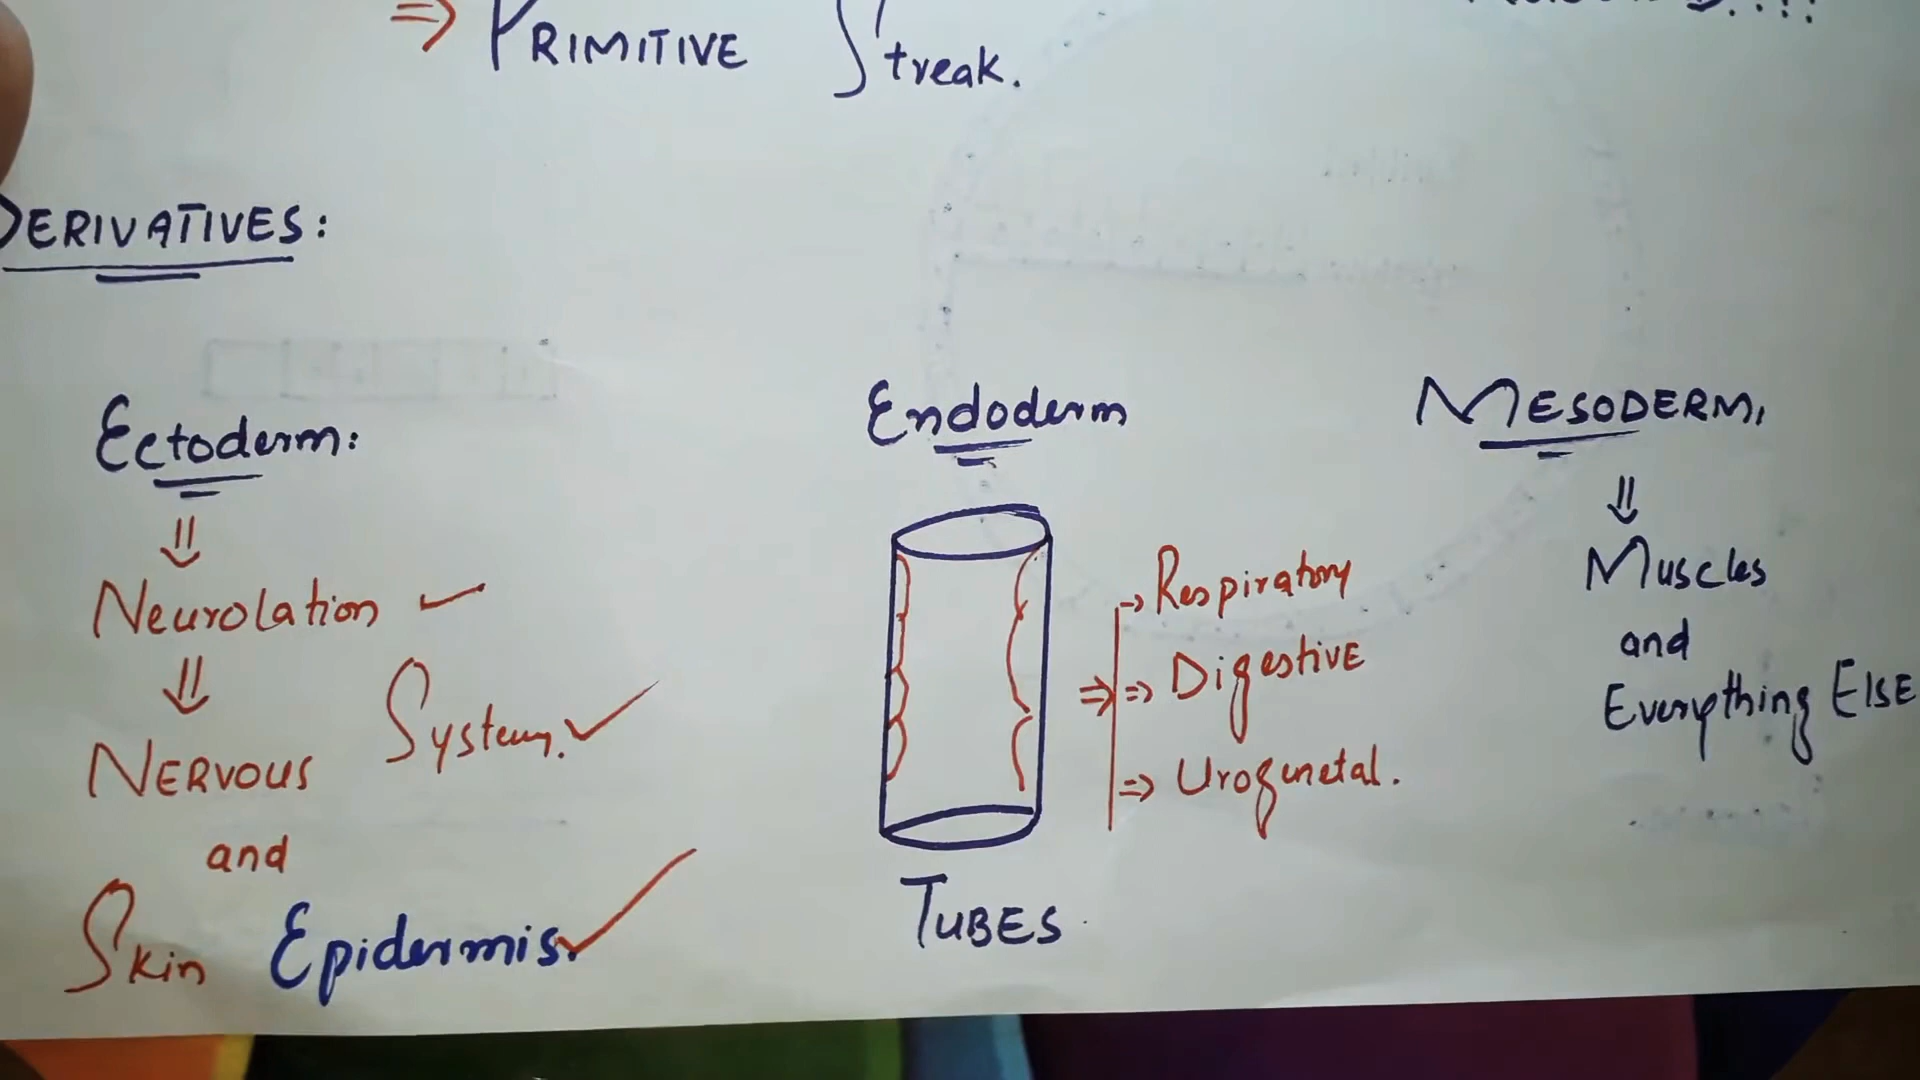 ⇒ PRIMITIVE Streak.
DERIVATIVES:
Ectoderm:
⇓
Neurolation ✓
⇓
NERVOUS System. ✓
and
Skin Epidermis. ✓
Endoderm
TUBES
⇒ → Respiratory
⇒ Digestive
⇒ Urogenetal.
MESODERM,
⇓
Muscles
and
Everything Else